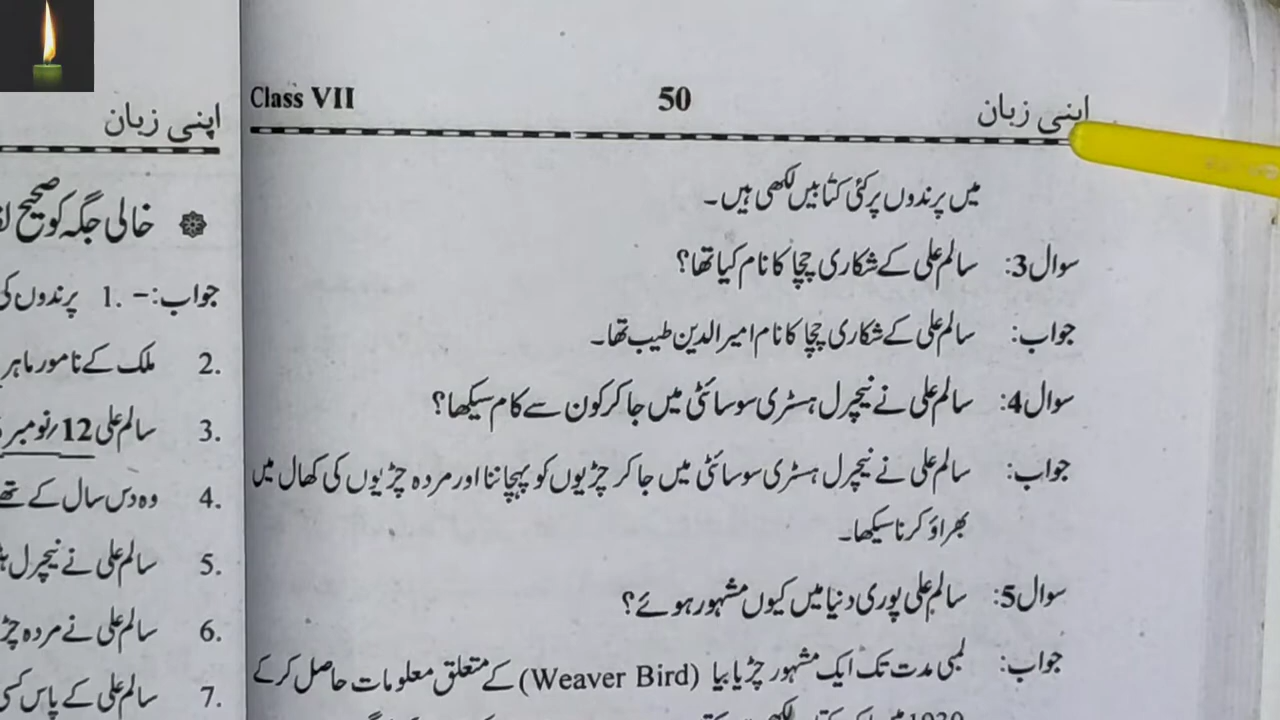 Class VII 50 اپنی زبان
میں پرندوں پر کئی کتابیں لکھی ہیں۔
سوال 3: سالم علی کے شکاری چچا کا نام کیا تھا؟
جواب: سالم علی کے شکاری چچا کا نام امیر الدین طیب تھا۔
سوال 4: سالم علی نے نیچرل ہسٹری سوسائٹی میں جا کر کون سے کام سیکھا؟
جواب: سالم علی نے نیچرل ہسٹری سوسائٹی میں جا کر چڑیوں کو پہچاننا اور مردہ چڑیوں کی کھال میں
بھراؤ کرنا سیکھا۔
سوال 5: سالم علی پوری دنیا میں کیوں مشہور ہوئے؟
جواب: لمبی مدت تک ایک مشہور چڑیا بیا (Weaver Bird) کے متعلق معلومات حاصل کر کے
اپنی زبان
خالی جگہ کو صحیح
جواب:- 1. پرندوں کی
2. ملک کے نامور ماہر
3. سالم علی 12/نومبر
4. وہ دس سال کے تھے
5. سالم علی نے نیچرل
6. سالم علی نے مردہ
7. سالم علی کے پاس کسی